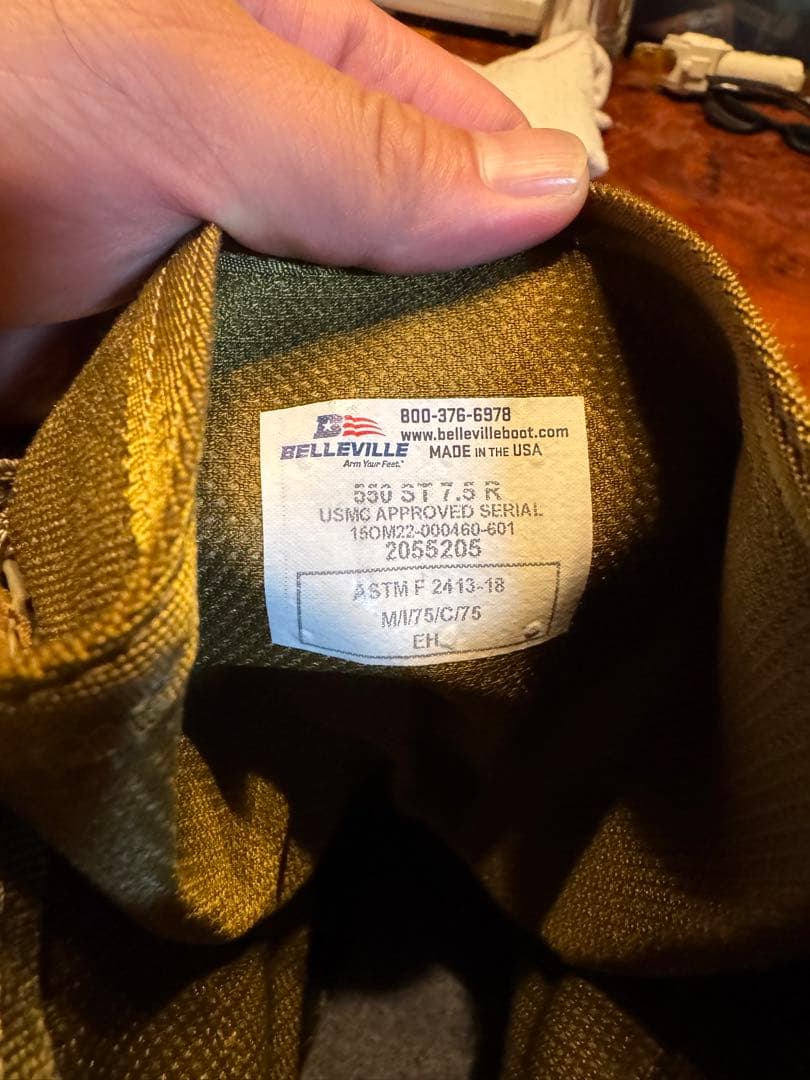 B
BELLEVILLE
Arm Your Feet.™
800-376-6978
www.bellevilleboot.com
MADE IN THE USA
550 ST 7.5 R
USMC APPROVED SERIAL
15OM22-000460-601
2055205
ASTM F 2413-18
M/I/75/C/75
EH